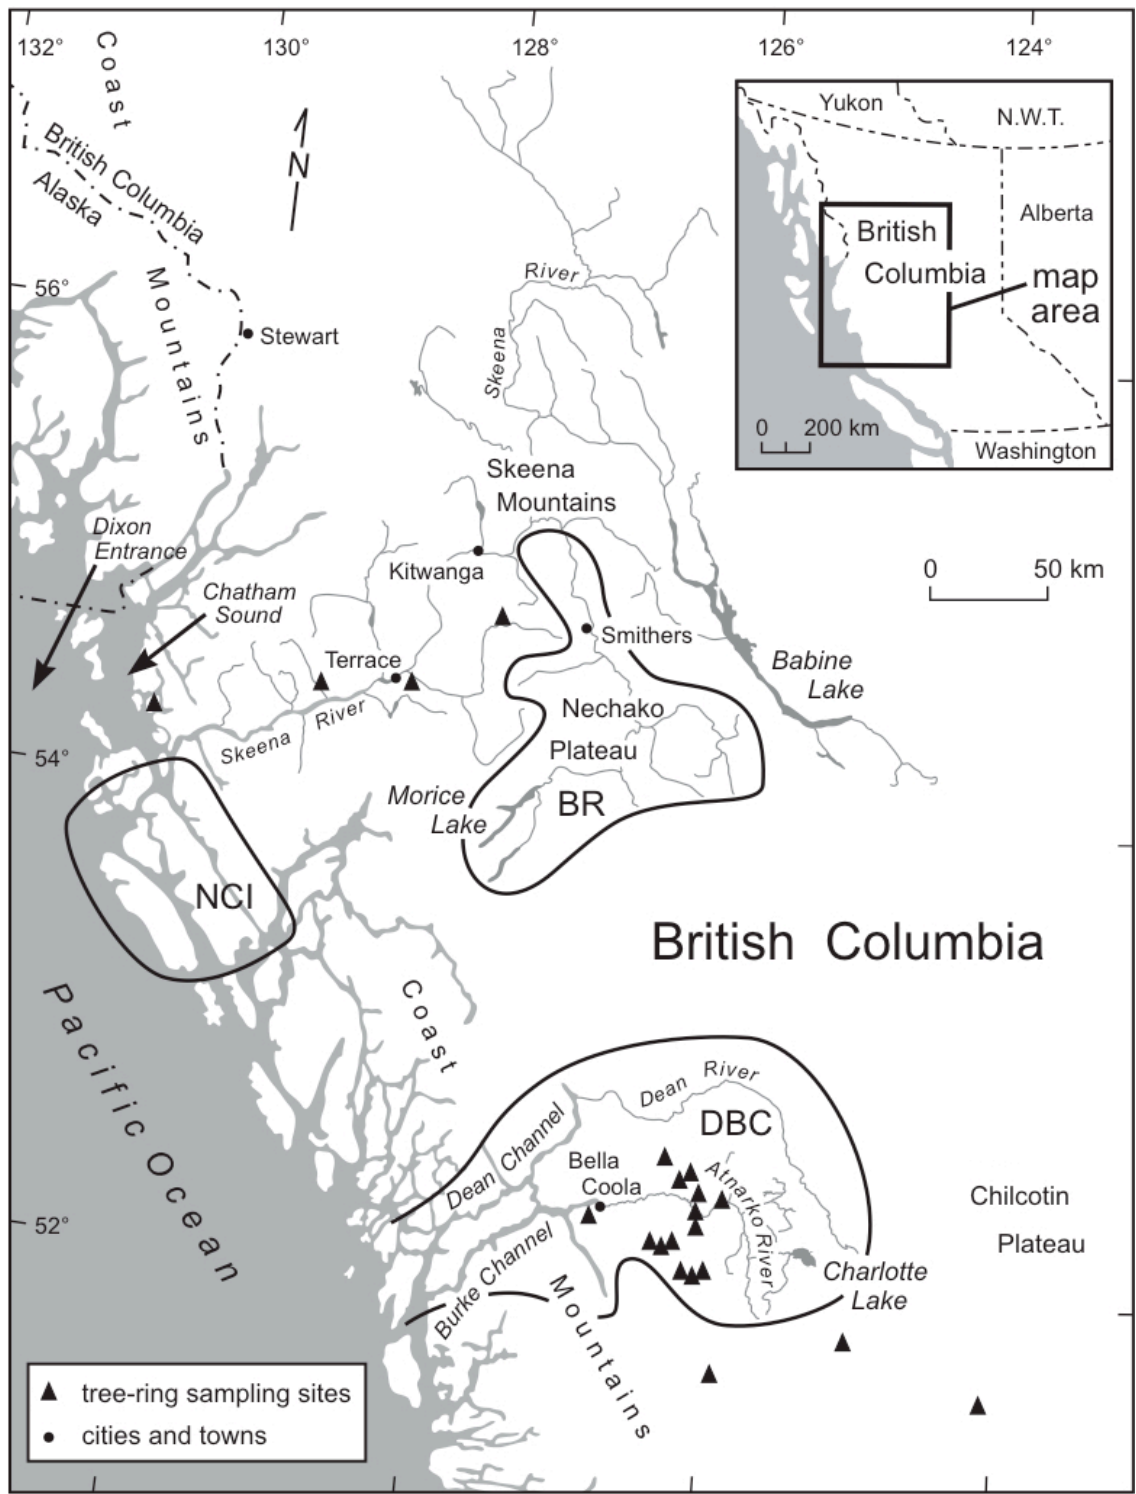 132°
130°
128°
126°
124°
Coast
British Columbia
Alaska
N
Yukon
N.W.T.
Alberta
British
Columbia
map
area
0 200 km
Washington
56°
Mountains
Stewart
River
Skeena
Skeena
Mountains
Dixon
Entrance
Kitwanga
0 50 km
Chatham
Sound
Smithers
Terrace
Babine
Lake
Skeena River
Nechako
Plateau
54°
Morice
Lake
BR
NCI
British Columbia
Pacific Ocean
Coast
Dean River
DBC
Dean Channel
Bella
Coola
Atnarko River
Chilcotin
Plateau
52°
Burke Channel
Charlotte
Lake
Mountains
tree-ring sampling sites
cities and towns